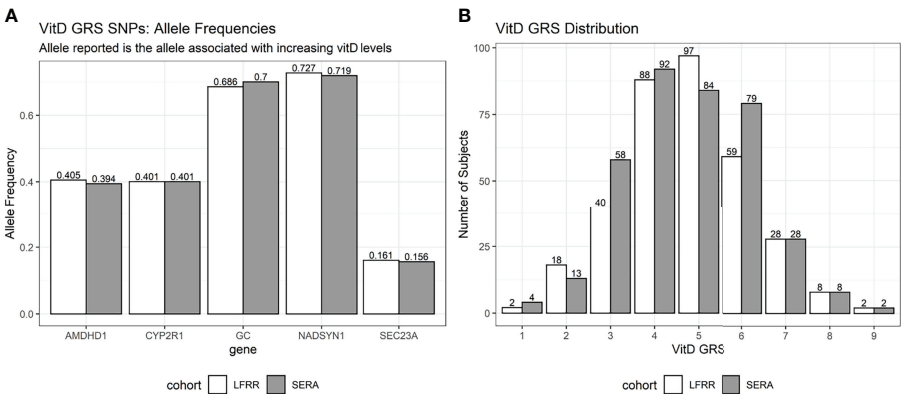 A
VitD GRS SNPs: Allele Frequencies
Allele reported is the allele associated with increasing vitD levels
Allele Frequency
0.6
0.4
0.2
0.0
0.405
0.394
0.401
0.401
0.686
0.7
0.727
0.719
0.161
0.156
AMDHD1
CYP2R1
GC
NADSYN1
SEC23A
gene
cohort LFRR SERA
B
VitD GRS Distribution
Number of Subjects
100
75
50
25
0
2
4
18
13
40
58
88
92
97
84
59
79
28
28
8
8
2
2
1
2
3
4
5
6
7
8
9
VitD GRS
cohort LFRR SERA